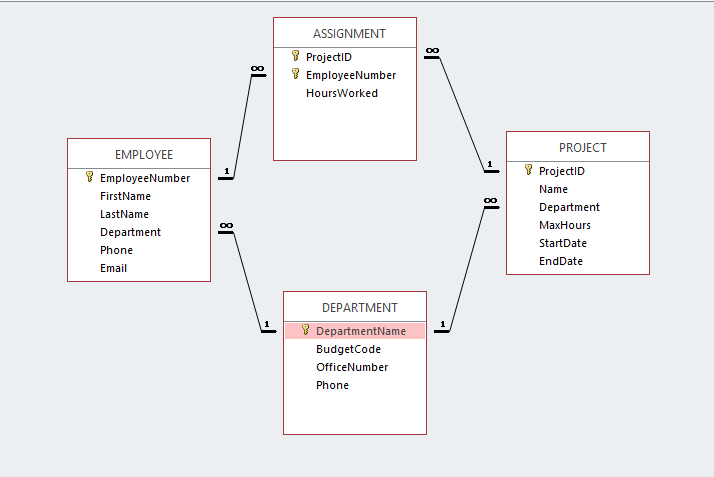 ASSIGNMENT
ProjectID
EmployeeNumber
HoursWorked
∞
∞
1
1
EMPLOYEE
EmployeeNumber
FirstName
LastName
Department
Phone
Email
PROJECT
ProjectID
Name
Department
MaxHours
StartDate
EndDate
∞
∞
1
1
DEPARTMENT
DepartmentName
BudgetCode
OfficeNumber
Phone